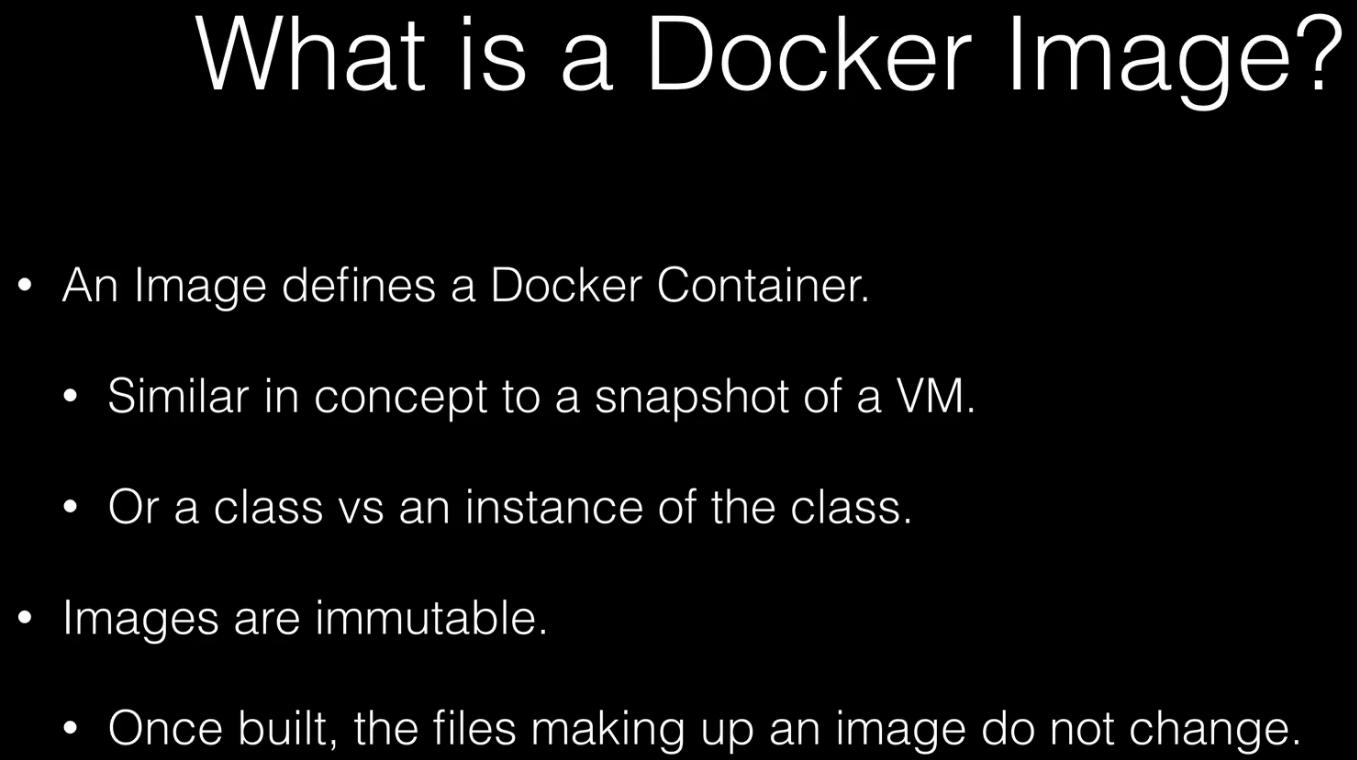 What is a Docker Image?
• An Image defines a Docker Container.
• Similar in concept to a snapshot of a VM.
• Or a class vs an instance of the class.
• Images are immutable.
• Once built, the files making up an image do not change.